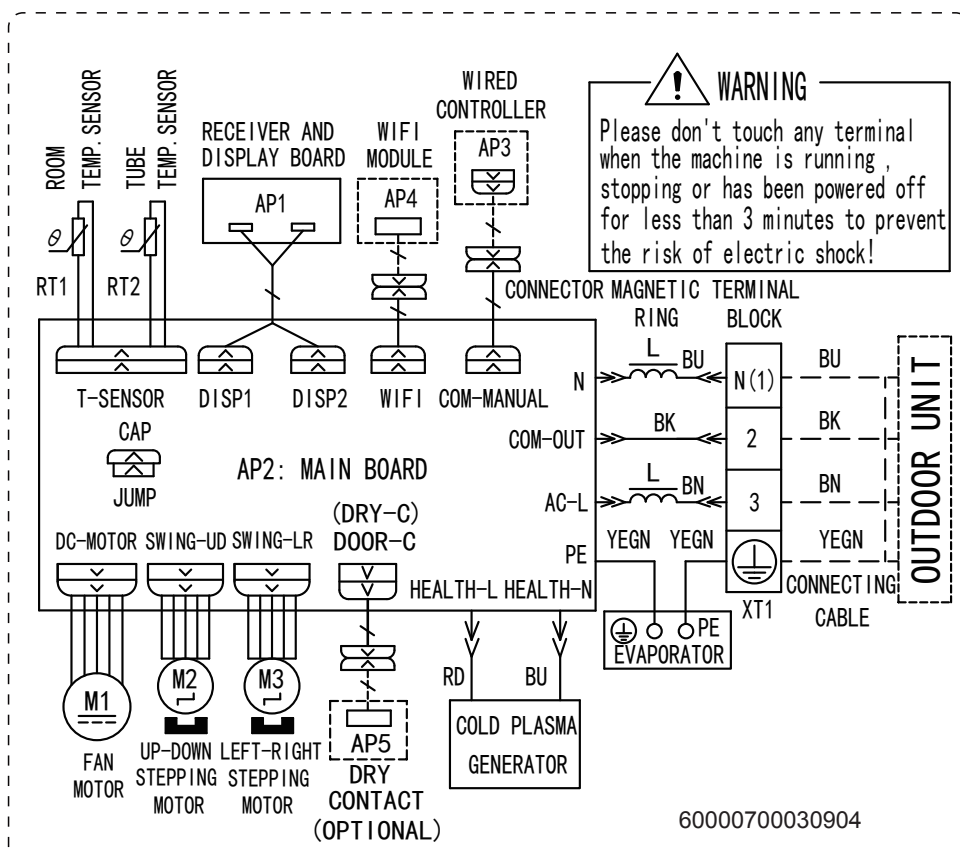 ROOM
TEMP. SENSOR
TUBE
TEMP. SENSOR
θ
RT1
θ
RT2
RECEIVER AND
DISPLAY BOARD
AP1
WIFI
MODULE
AP4
WIRED
CONTROLLER
AP3
! WARNING
Please don't touch any terminal
when the machine is running ,
stopping or has been powered off
for less than 3 minutes to prevent
the risk of electric shock!
CONNECTOR MAGNETIC TERMINAL
RING BLOCK
T-SENSOR DISP1 DISP2 WIFI COM-MANUAL
CAP
JUMP
AP2: MAIN BOARD
N L BU N(1) BU
COM-OUT BK 2 BK
AC-L L BN 3 BN
PE YEGN YEGN YEGN
XT1
CONNECTING
CABLE
OUTDOOR UNIT
PE
EVAPORATOR
DC-MOTOR SWING-UD SWING-LR
(DRY-C)
DOOR-C
HEALTH-L HEALTH-N
M1
FAN
MOTOR
M2
UP-DOWN
STEPPING
MOTOR
M3
LEFT-RIGHT
STEPPING
MOTOR
AP5
DRY
CONTACT
(OPTIONAL)
RD BU
COLD PLASMA
GENERATOR
60000700030904